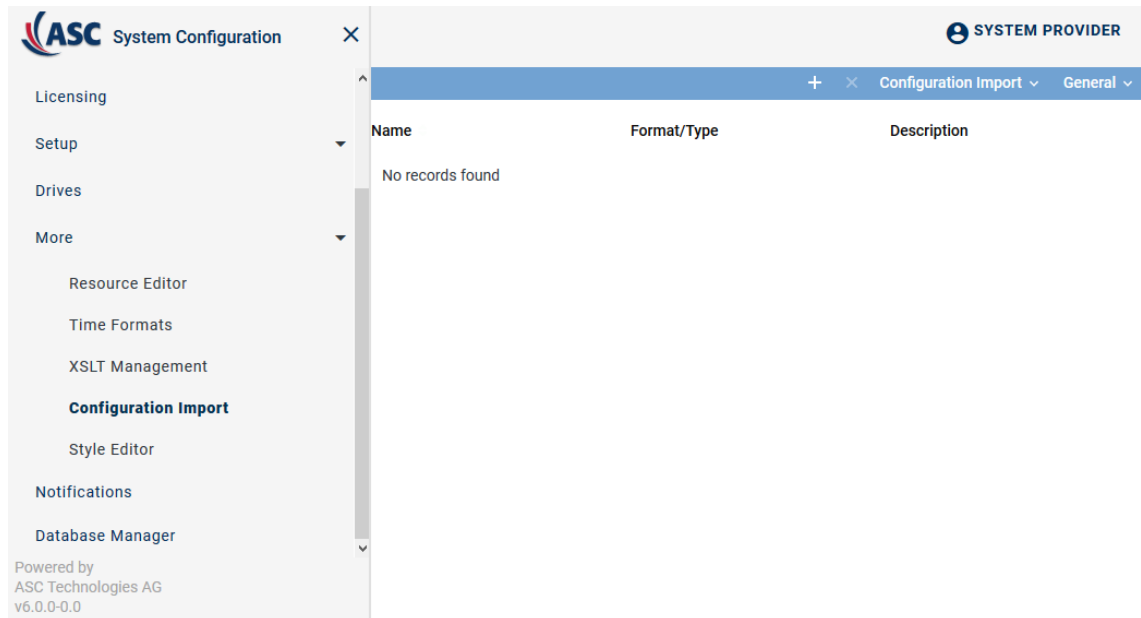 ASC System Configuration
SYSTEM PROVIDER
Configuration Import General
Licensing
Setup
Drives
More
Resource Editor
Time Formats
XSLT Management
Configuration Import
Style Editor
Notifications
Database Manager
Powered by
ASC Technologies AG
v6.0.0-0.0
Name Format/Type Description
No records found